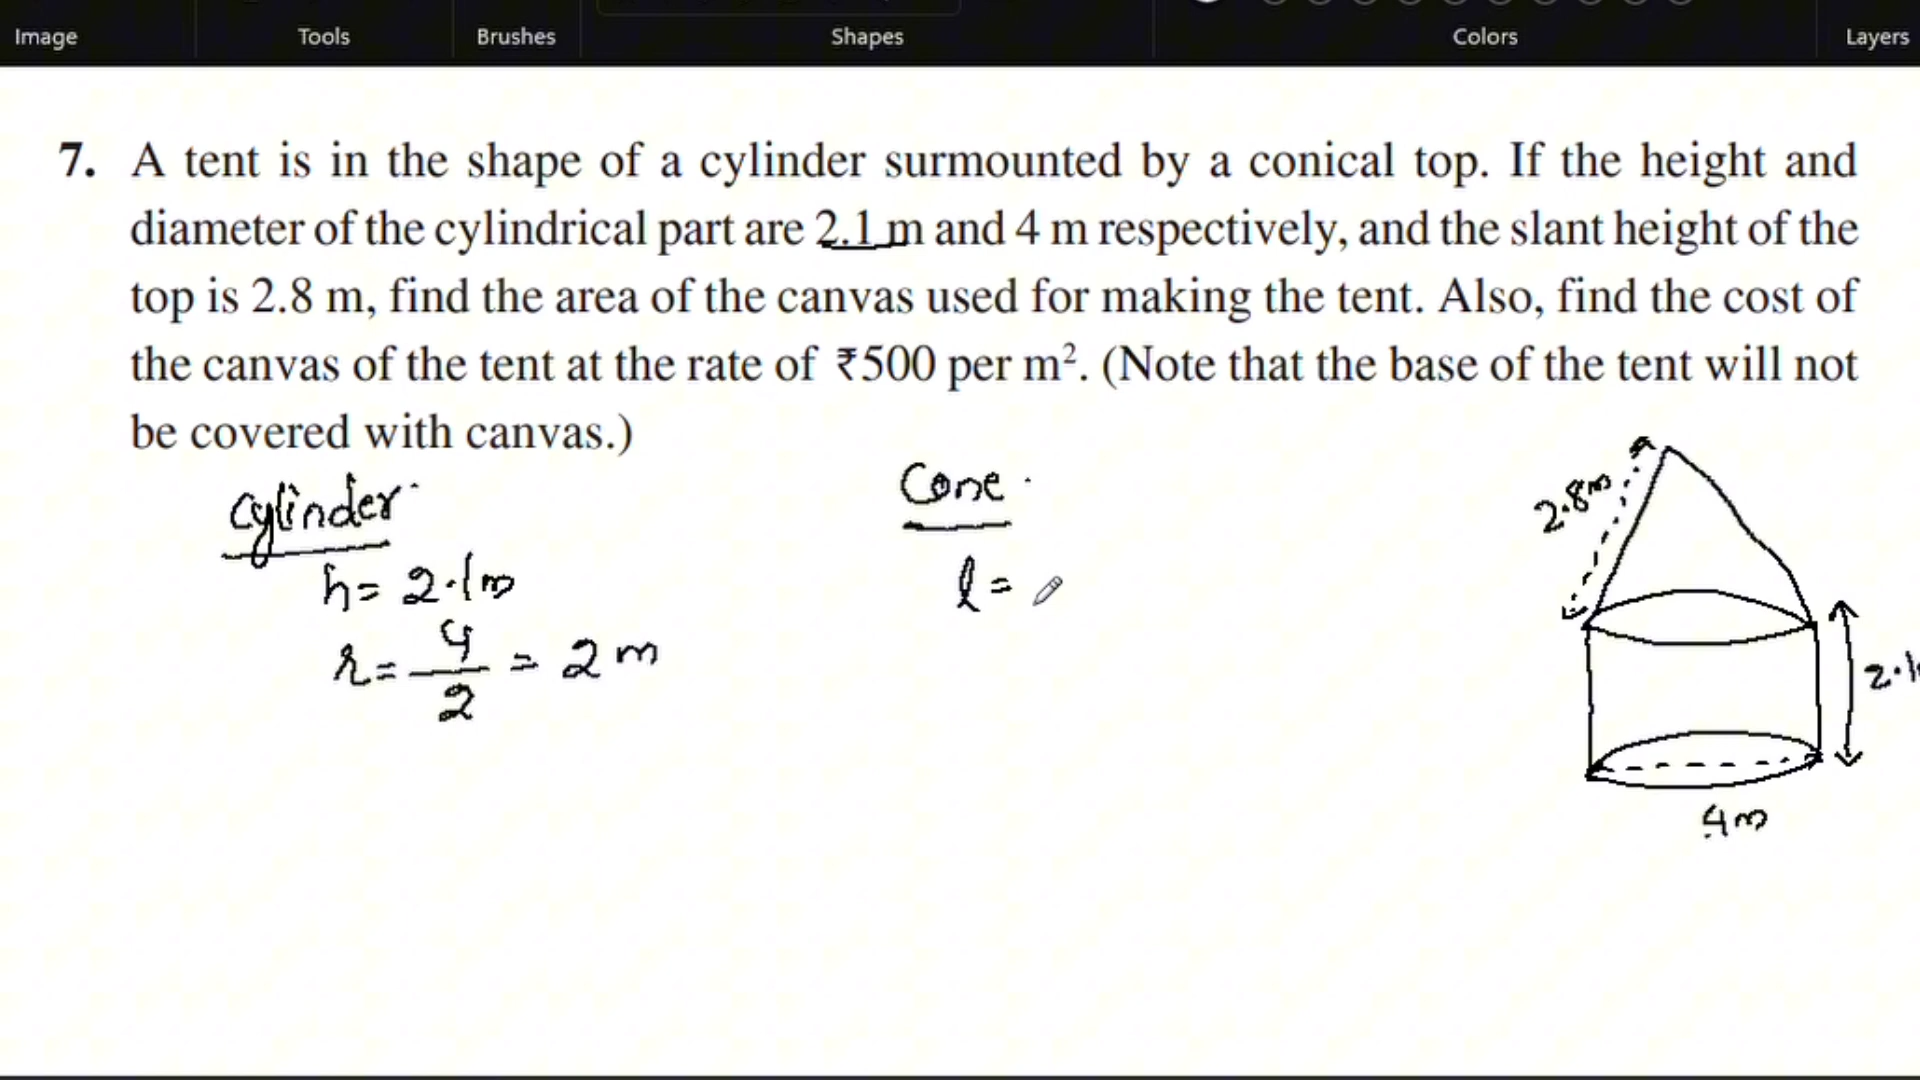 Image Tools Brushes Shapes Colors Layers
7. A tent is in the shape of a cylinder surmounted by a conical top. If the height and
diameter of the cylindrical part are 2.1 m and 4 m respectively, and the slant height of the
top is 2.8 m, find the area of the canvas used for making the tent. Also, find the cost of
the canvas of the tent at the rate of ₹500 per m². (Note that the base of the tent will not
be covered with canvas.)
Cylinder
h = 2.1m
r = 4/2 = 2 m
Cone
l =
2.8m
2.1
4m